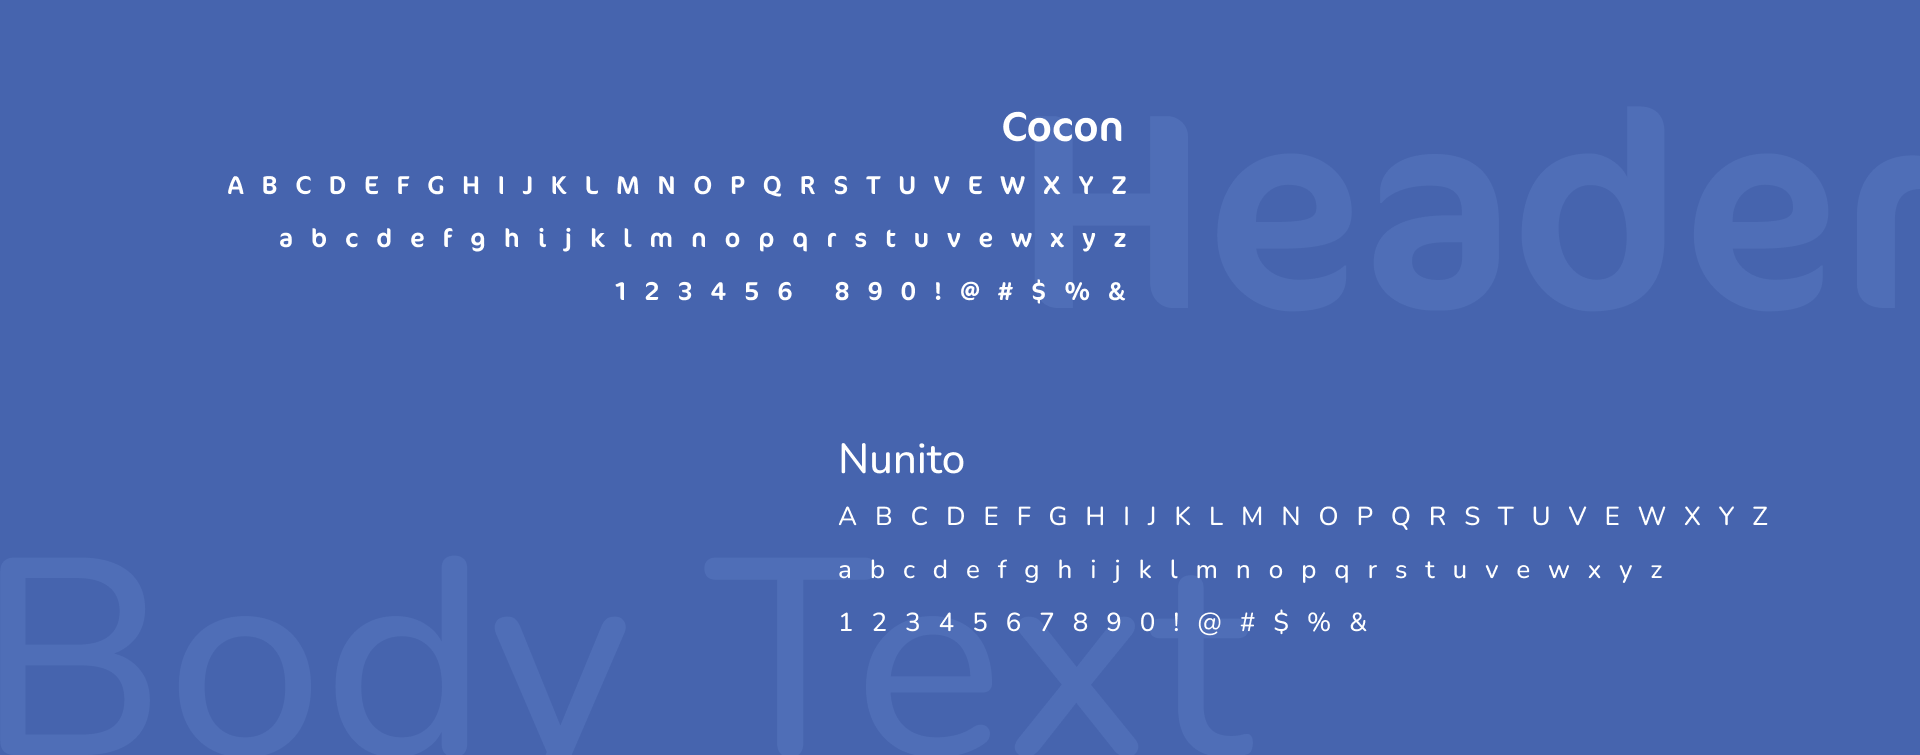 Cocon
Header
A B C D E F G H I J K L M N O P Q R S T U V E W X Y Z
a b c d e f g h i j k l m n o p q r s t u v e w x y z
1 2 3 4 5 6 8 9 0 ! @ # $ % &
Nunito
A B C D E F G H I J K L M N O P Q R S T U V E W X Y Z
a b c d e f g h i j k l m n o p q r s t u v e w x y z
1 2 3 4 5 6 7 8 9 0 ! @ # $ % &
Body Text